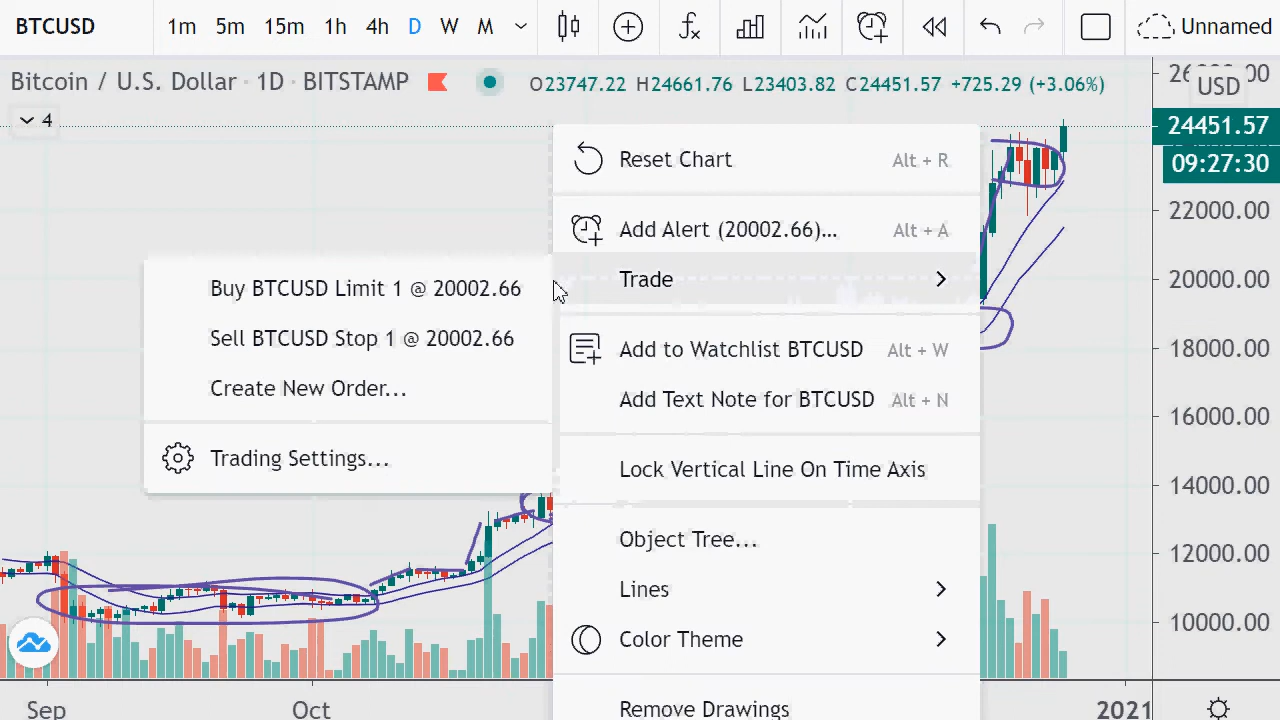 BTCUSD 1m 5m 15m 1h 4h D W M Unnamed
Bitcoin / U.S. Dollar · 1D · BITSTAMP O23747.22 H24661.76 L23403.82 C24451.57 +725.29 (+3.06%)
USD
4
24451.57
09:27:30
Reset Chart Alt + R
Add Alert (20002.66)... Alt + A
Trade
Buy BTCUSD Limit 1 @ 20002.66
Sell BTCUSD Stop 1 @ 20002.66
Create New Order...
Trading Settings...
Add to Watchlist BTCUSD Alt + W
Add Text Note for BTCUSD Alt + N
Lock Vertical Line On Time Axis
Object Tree...
Lines
Color Theme
Remove Drawings
22000.00
20000.00
18000.00
16000.00
14000.00
12000.00
10000.00
Sep Oct 2021